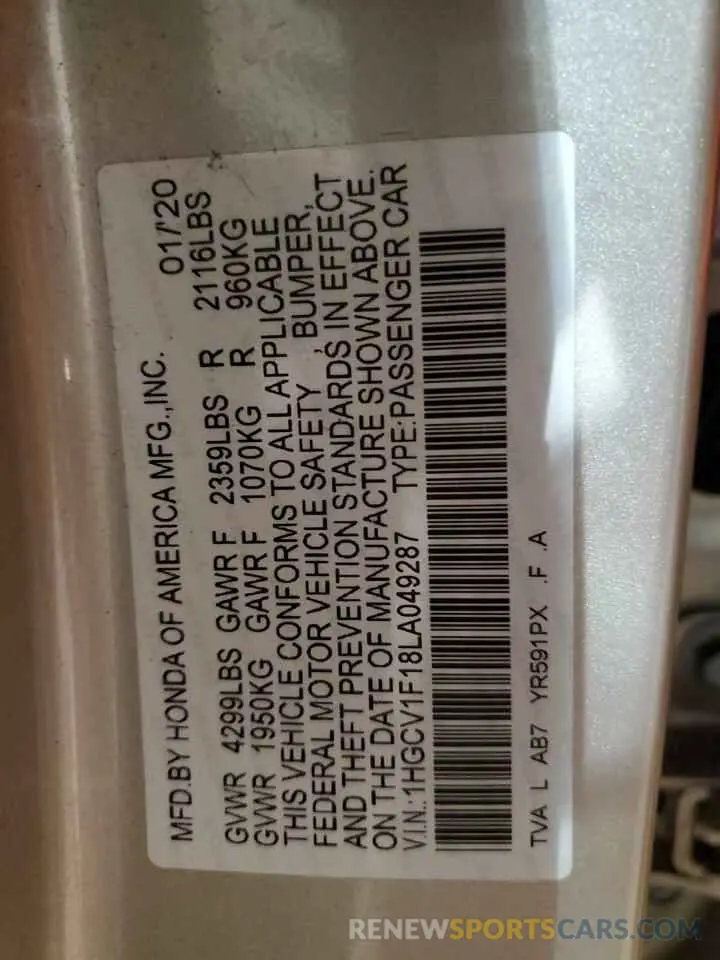 MFD.BY HONDA OF AMERICA MFG.,INC. 01/'20
GVWR 4299LBS GAWR F 2359LBS R 2116LBS
GVWR 1950KG GAWR F 1070KG R 960KG
THIS VEHICLE CONFORMS TO ALL APPLICABLE
FEDERAL MOTOR VEHICLE SAFETY , BUMPER,
AND THEFT PREVENTION STANDARDS IN EFFECT
ON THE DATE OF MANUFACTURE SHOWN ABOVE.
V.I.N.:1HGCV1F18LA049287 TYPE:PASSENGER CAR
TVA L AB7 YR591PX .F .A
RENEWSPORTSCARS.COM